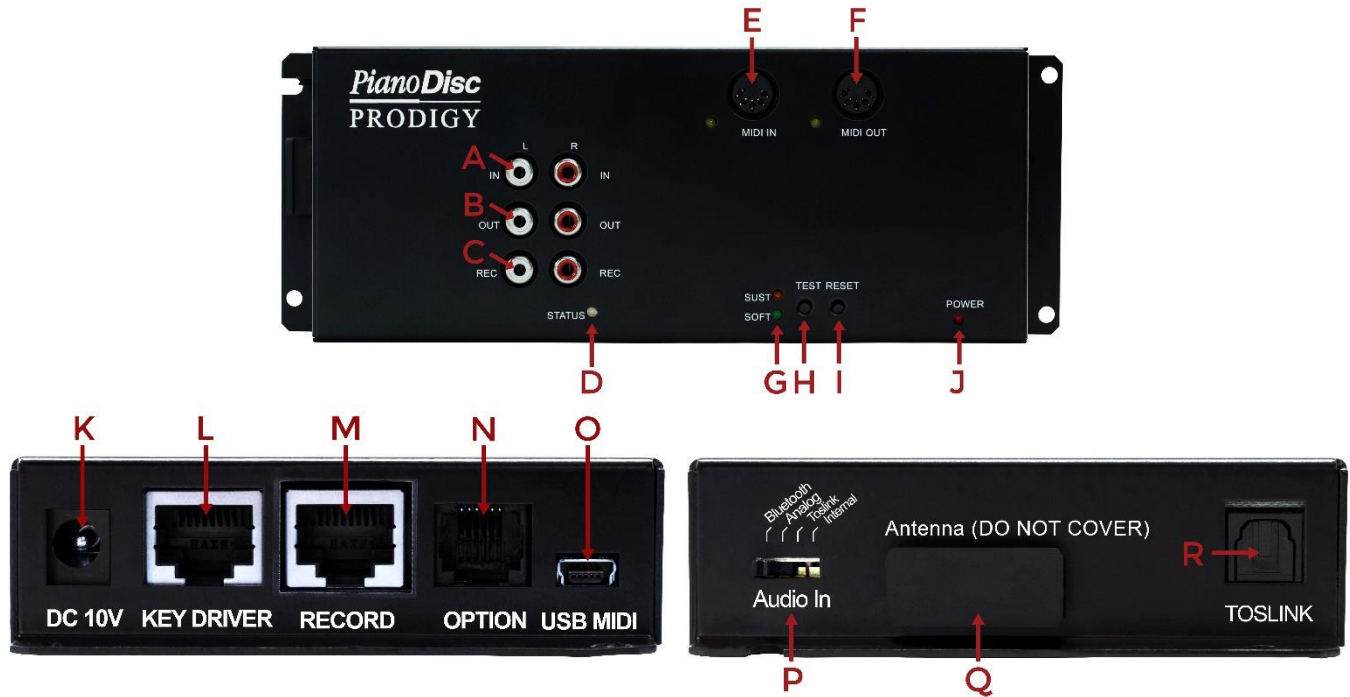 E F
PianoDisc
PRODIGY
MIDI IN MIDI OUT
L R
A
IN IN
B
OUT OUT
C
REC REC
STATUS
SUST
SOFT
TEST RESET
POWER
D G H I J
K L M N O
DC 10V KEY DRIVER RECORD OPTION USB MIDI
Bluetooth
Analog
Toslink
Internal
Antenna (DO NOT COVER)
R
Audio In
TOSLINK
P Q